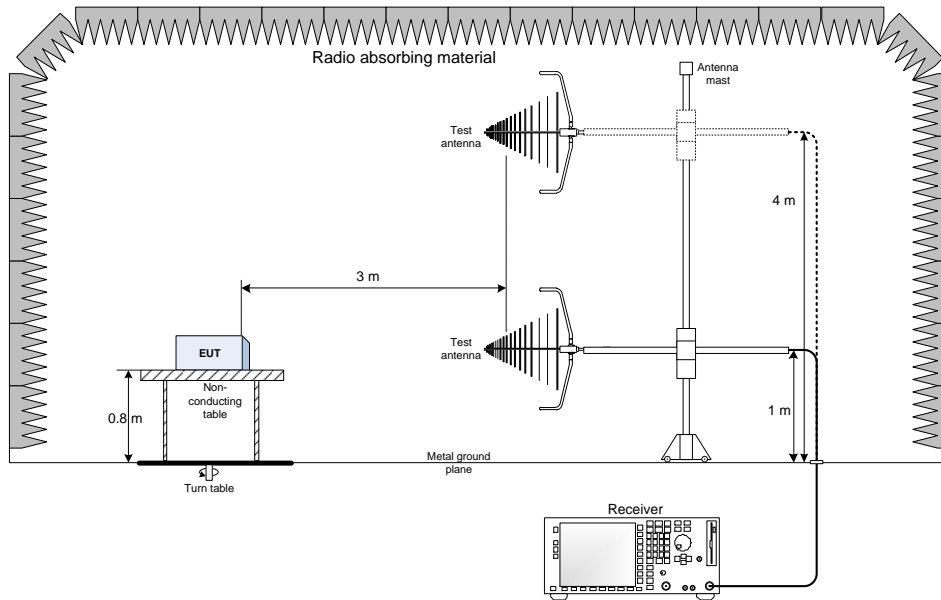 Radio absorbing material
Antenna
mast
Test
antenna
4 m
3 m
Test
antenna
EUT
Non-
conducting table
0.8 m
1 m
Metal ground
plane
Turn table
Receiver